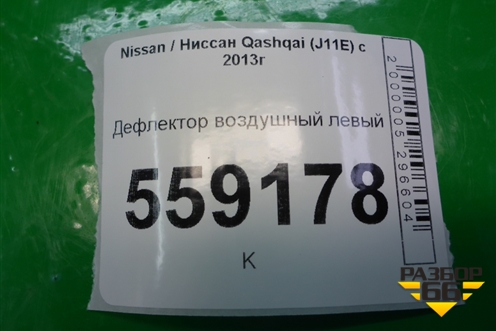 Nissan / Ниссан Qashqai (J11E) с
2013г
Дефлектор воздушный левый
559178
К
2000005296604
РАЗБОР
66